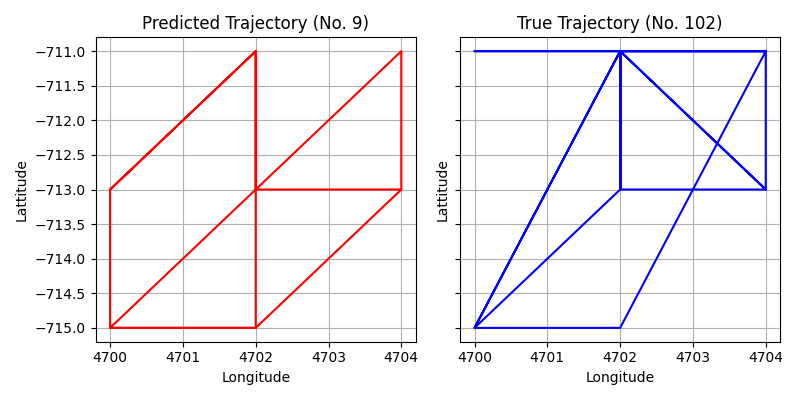 Predicted Trajectory (No. 9)
True Trajectory (No. 102)
Lattitude
−711.0
−711.5
−712.0
−712.5
−713.0
−713.5
−714.0
−714.5
−715.0
4700 4701 4702 4703 4704
Longitude
Lattitude
4700 4701 4702 4703 4704
Longitude